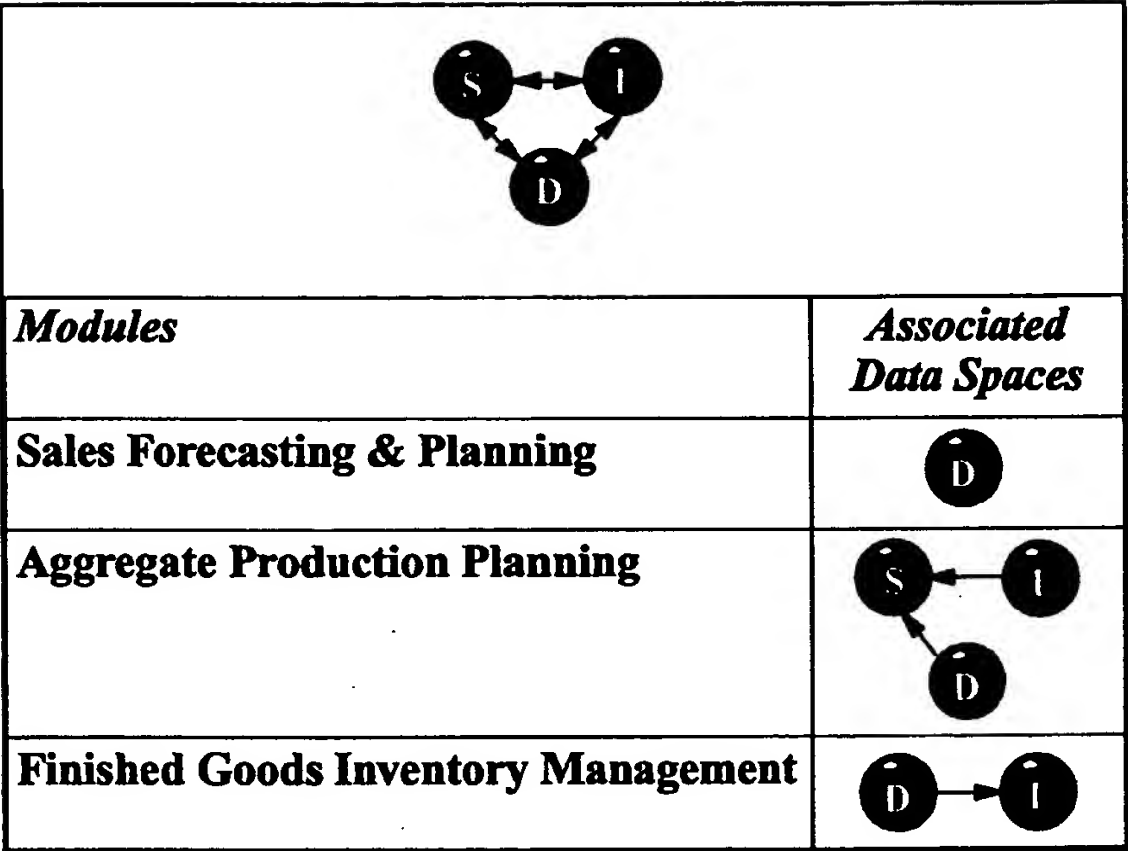 S I
D
Modules
Associated
Data Spaces
Sales Forecasting & Planning
D
Aggregate Production Planning
S I
D
Finished Goods Inventory Management
D I